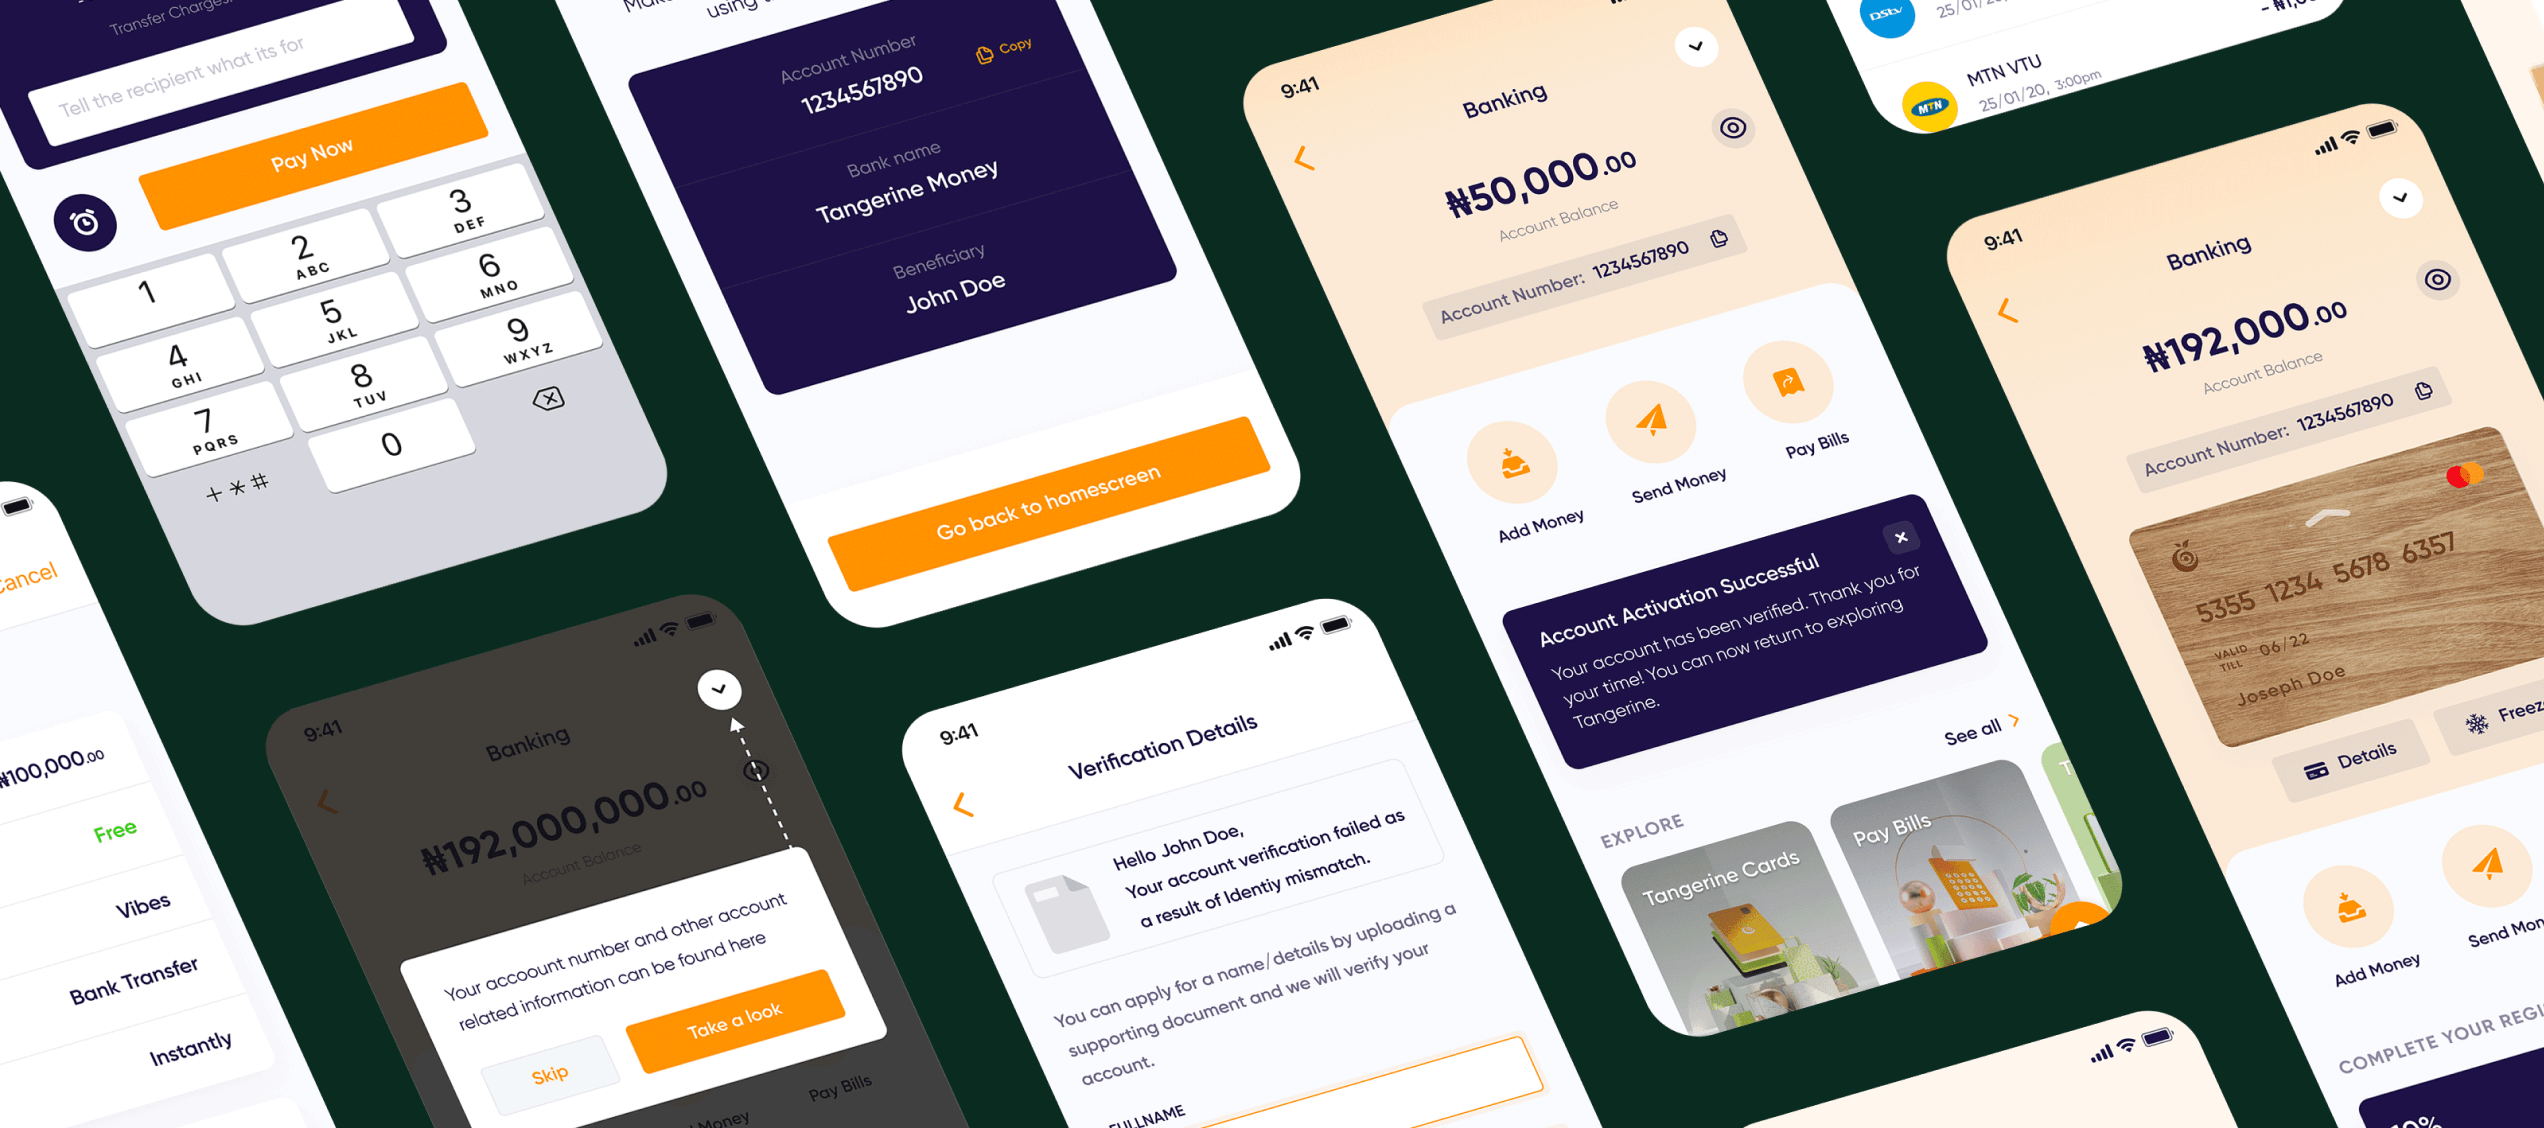 Transfer Charges
Tell the recipient what its for
Pay Now
1
2
ABC
3
DEF
4
GHI
5
JKL
6
MNO
7
PQRS
8
TUV
9
WXYZ
+*#
0
Cancel
₦100,000.00
Free
Vibes
Bank Transfer
Instantly
using
Account Number
1234567890
Copy
Bank name
Tangerine Money
Beneficiary
John Doe
Go back to homescreen
9:41
Banking
₦192,000,000.00
Account Balance
Your accoount number and other account
related information can be found here
Skip
Take a look
Money
Pay Bills
9:41
Verification Details
Hello John Doe,
Your account verification failed as
a result of Identiy mismatch.
You can apply for a name/details by uploading a
supporting document and we will verify your
account.
FULLNAME
9:41
Banking
₦50,000.00
Account Balance
Account Number: 1234567890
Add Money
Send Money
Pay Bills
Account Activation Successful
Your account has been verified. Thank you for
your time! You can now return to exploring
Tangerine.
See all
EXPLORE
Tangerine Cards
Pay Bills
DStv
25/01/20,
MTN
MTN VTU
25/01/20, 3:00pm
9:41
Banking
₦192,000.00
Account Balance
Account Number: 1234567890
5355 1234 5678 6357
VALID
TILL
06/22
Joseph Doe
Details
Freeze
Add Money
Send Mon
COMPLETE YOUR REGI